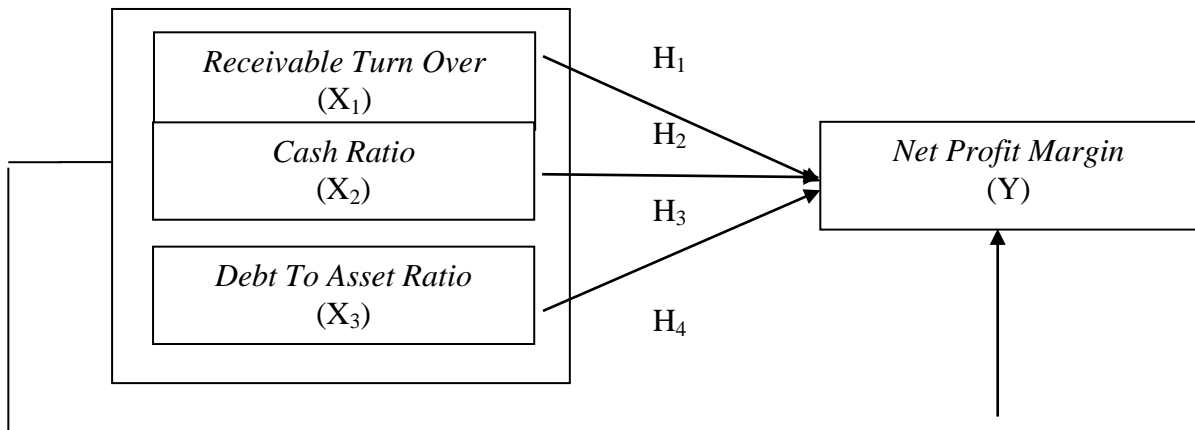 Receivable Turn Over
(X₁)
Cash Ratio
(X₂)
Debt To Asset Ratio
(X₃)
H₁
H₂
H₃
H₄
Net Profit Margin
(Y)